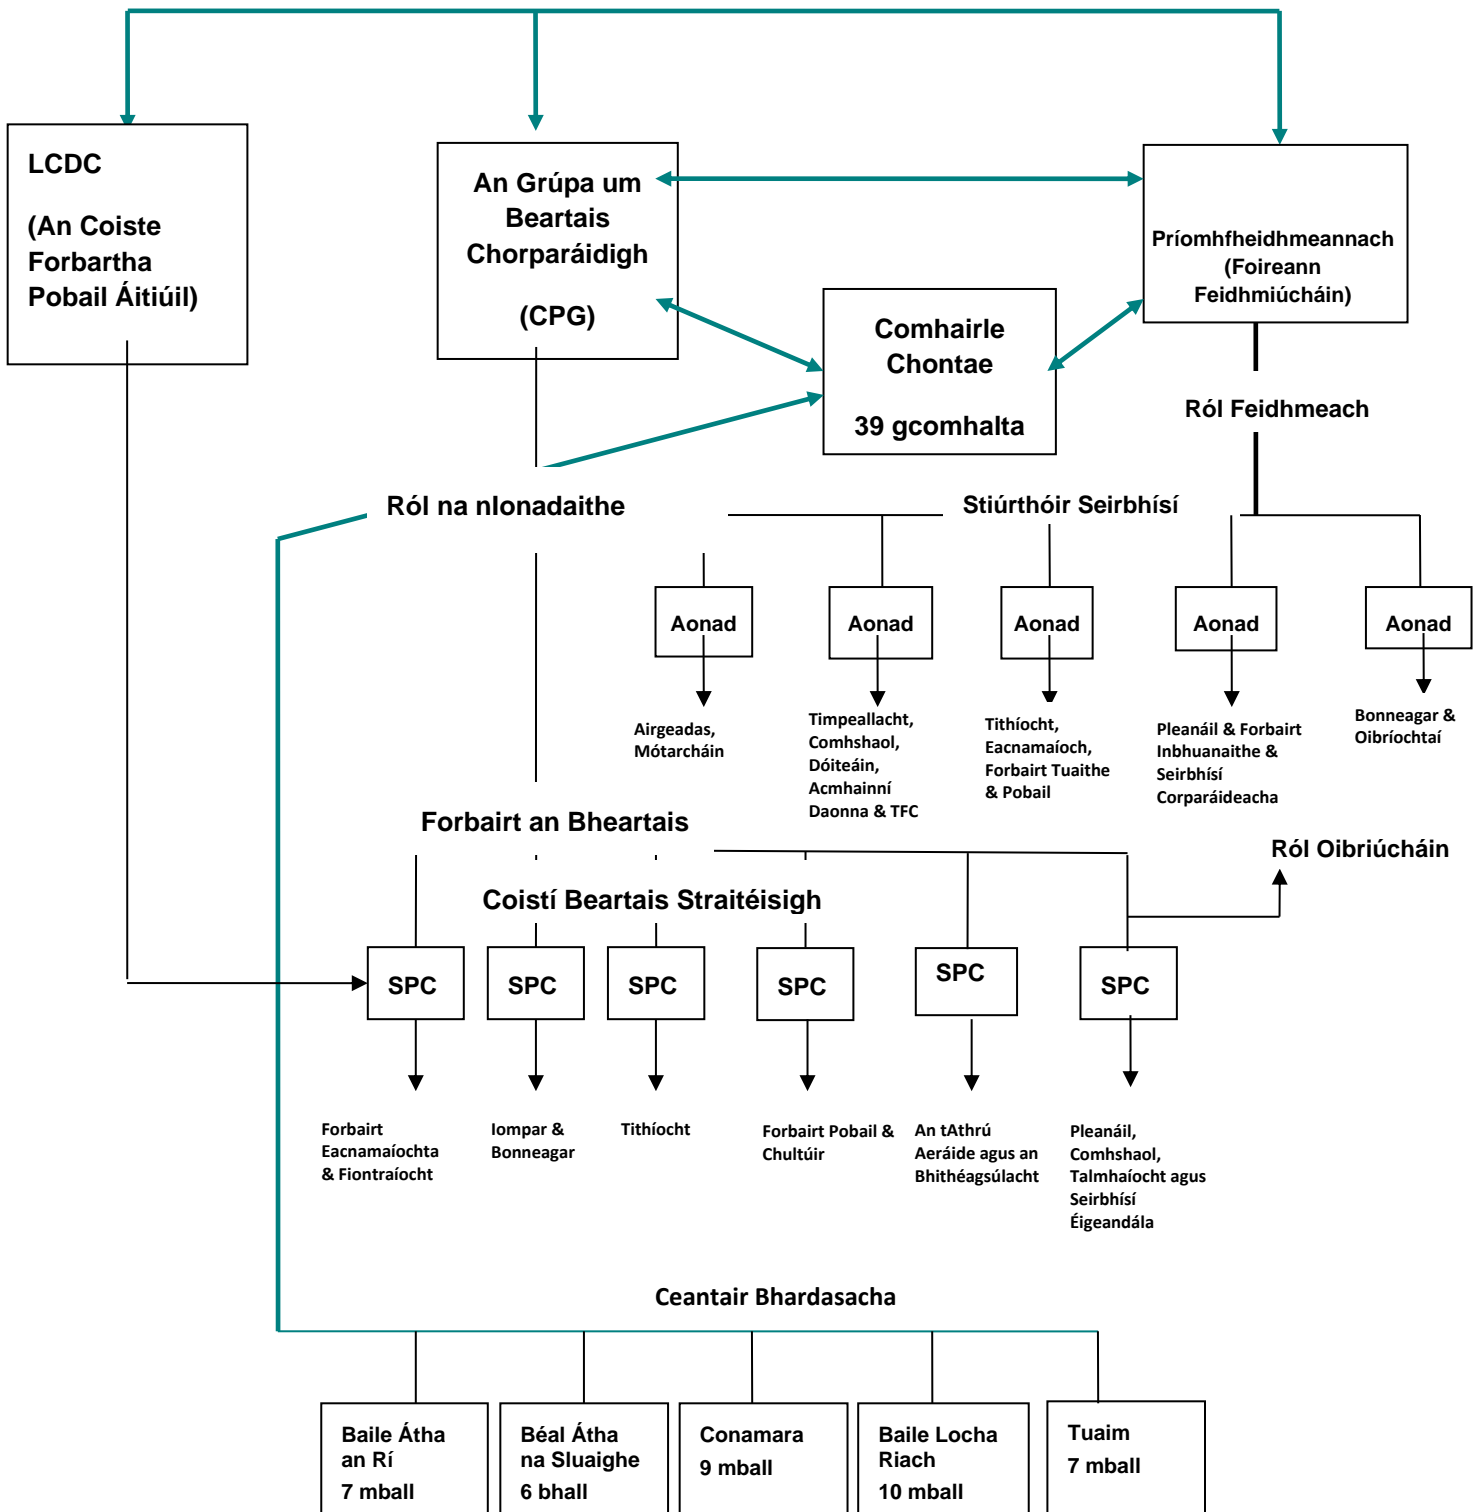 LCDC
(An Coiste
Forbartha
Pobail Áitiúil)
An Grúpa um
Beartais
Chorparáidigh
(CPG)
Príomhfheidhmeannach
(Foireann
Feidhmiúcháin)
Comhairle
Chontae
39 gcomhalta
Ról Feidhmeach
Ról na nIonadaithe
Stiúrthóir Seirbhísí
Aonad
Aonad
Aonad
Aonad
Aonad
Airgeadas,
Mótarcháin
Timpeallacht,
Comhshaol,
Dóiteáin,
Acmhainní
Daonna & TFC
Tithíocht,
Eacnamaíoch,
Forbairt Tuaithe
& Pobail
Pleanáil & Forbairt
Inbhuanaithe &
Seirbhísí
Corparáideacha
Bonneagar &
Oibríochtaí
Forbairt an Bheartais
Ról Oibriúcháin
Coistí Beartais Straitéisigh
SPC
SPC
SPC
SPC
SPC
SPC
Forbairt
Eacnamaíochta
& Fiontraíocht
Iompar &
Bonneagar
Tithíocht
Forbairt Pobail &
Chultúir
An tAthrú
Aeráide agus an
Bhithéagsúlacht
Pleanáil,
Comhshaol,
Talmhaíocht agus
Seirbhísí
Éigeandála
Ceantair Bhardasacha
Baile Átha
an Rí
7 mball
Béal Átha
na Sluaighe
6 bhall
Conamara
9 mball
Baile Locha
Riach
10 mball
Tuaim
7 mball